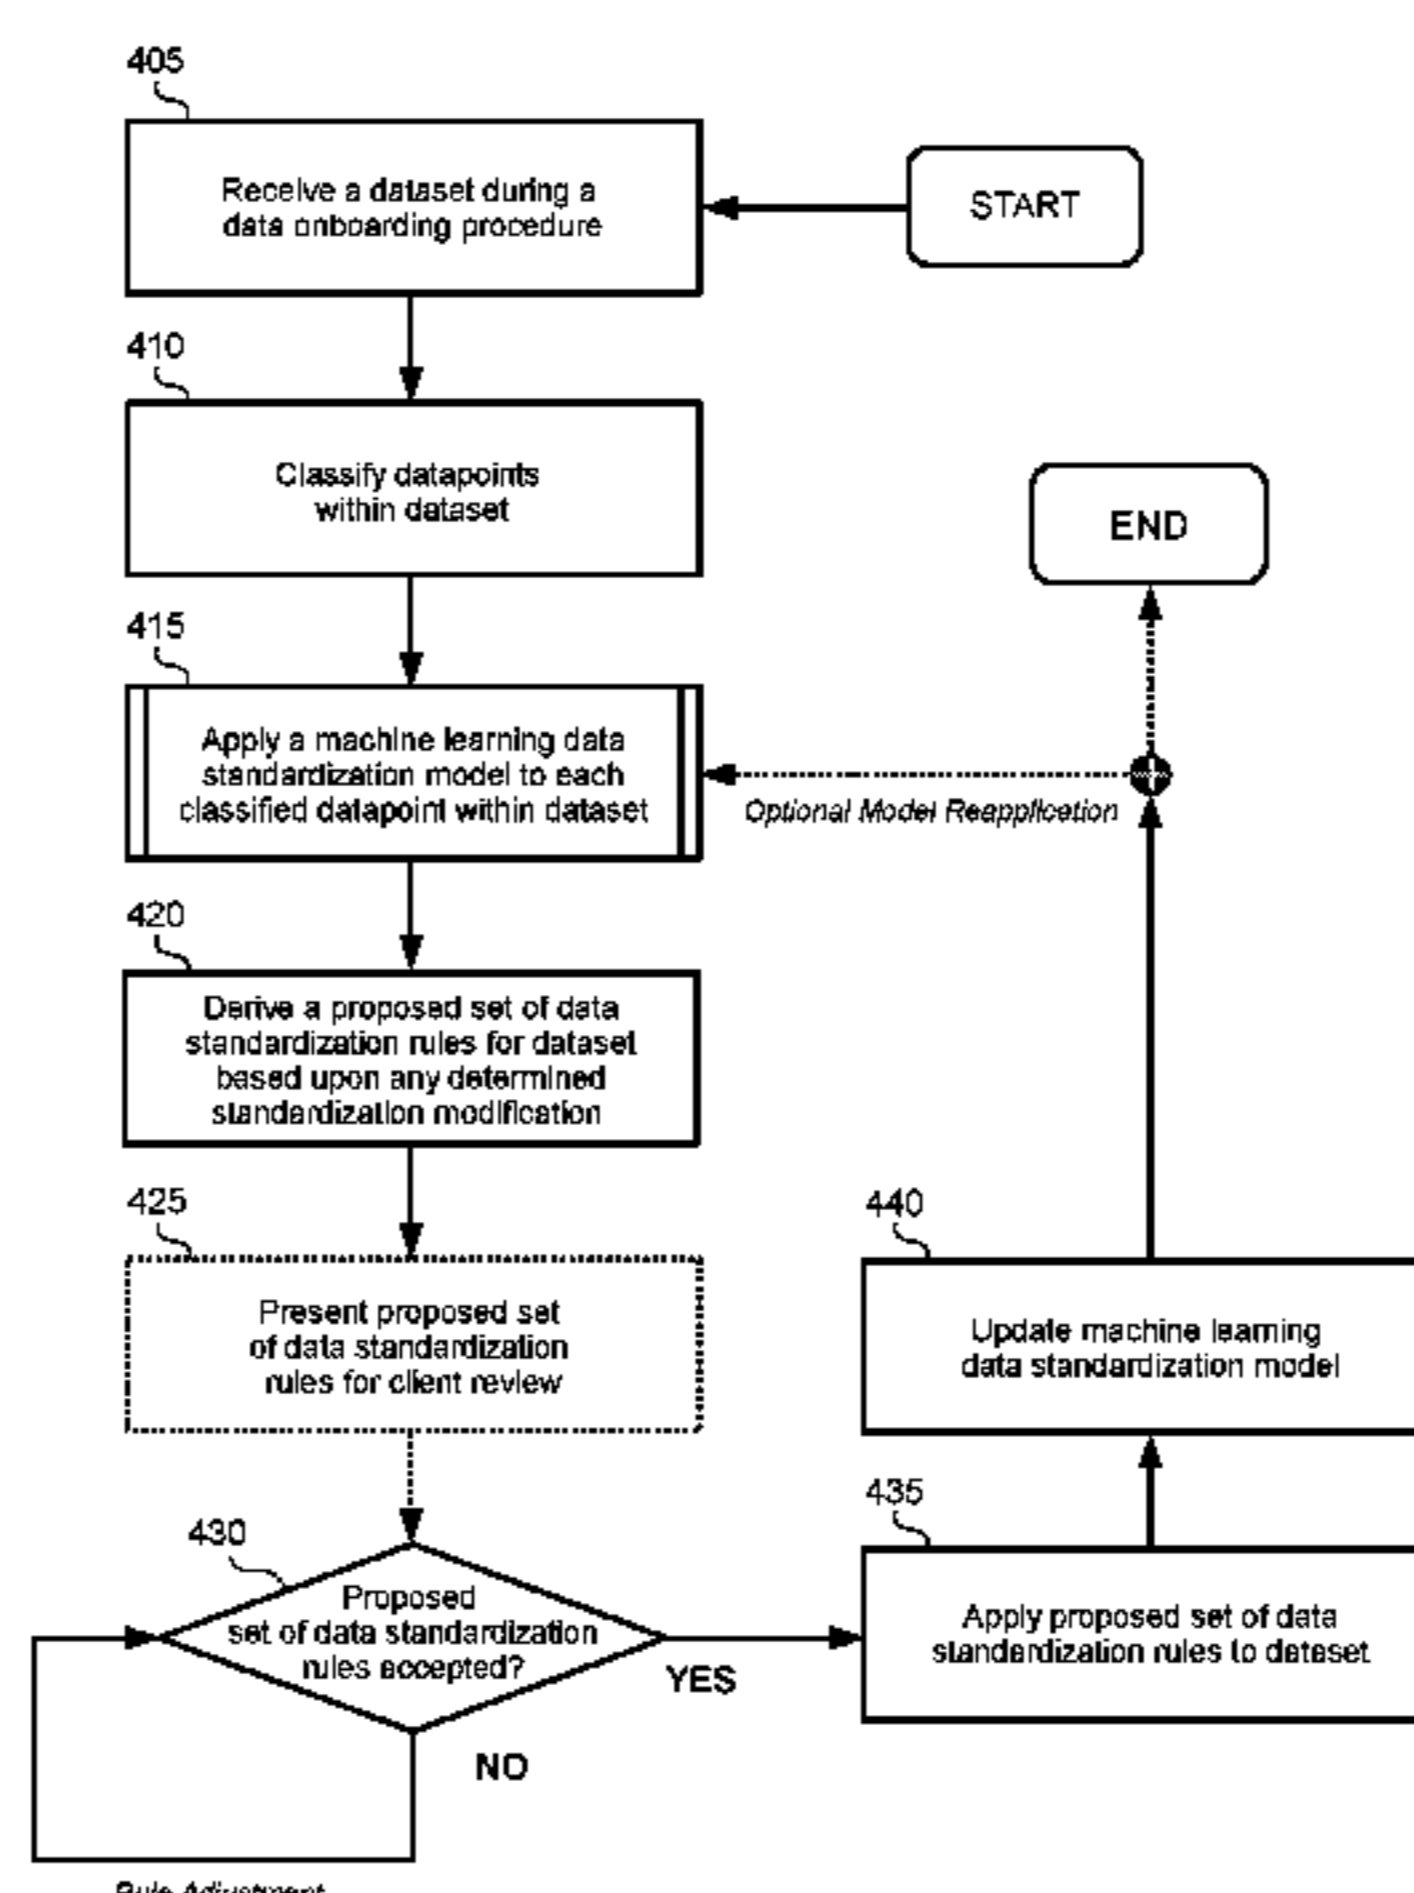 405
Receive a dataset during a
data onboarding procedure
START
410
Classify datapoints
within dataset
END
415
Apply a machine learning data
standardization model to each
classified datapoint within dataset
Optional Model Reapplication
420
Derive a proposed set of data
standardization rules for dataset
based upon any determined
standardization modification
425
Present proposed set
of data standardization
rules for client review
440
Update machine learning
data standardization model
435
Apply proposed set of data
standardization rules to dataset
430
Proposed
set of data standardization
rules accepted?
YES
NO
Rule Adjustment